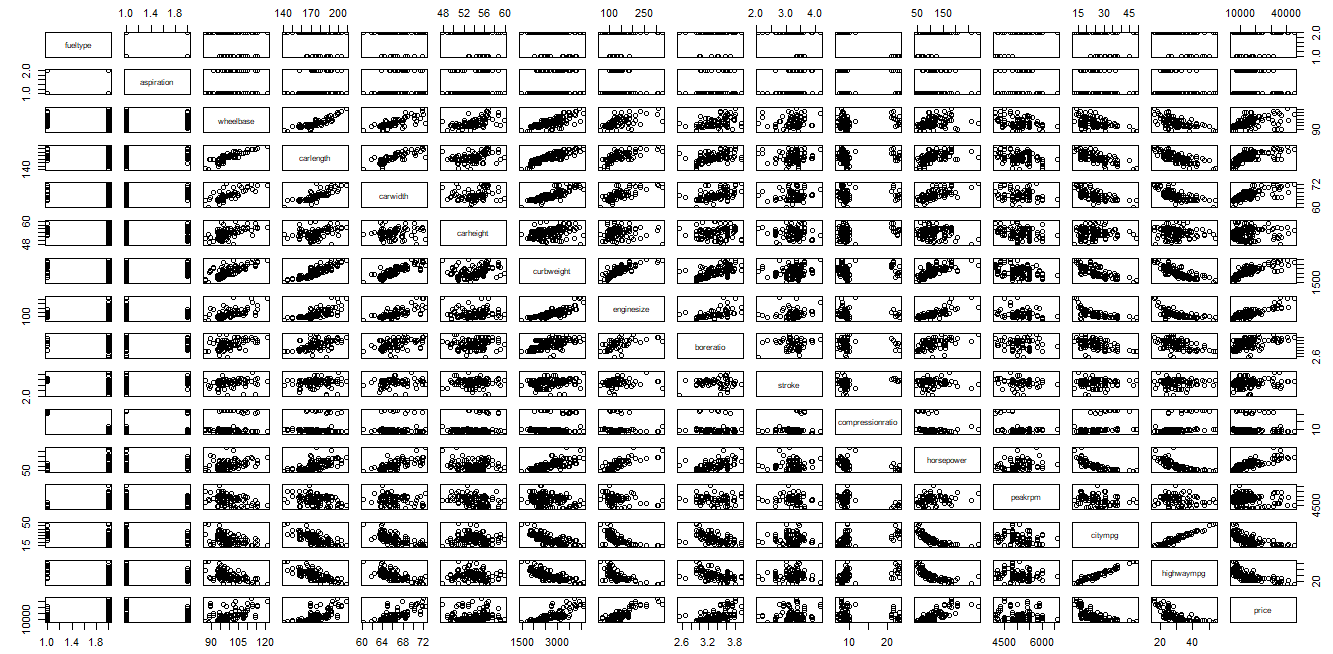 1.0 1.4 1.8 140 170 200 48 52 56 60 100 250 2.0 3.0 4.0 50 150 15 30 45 10000 40000
fueltype 1.0 2.0
1.0 2.0 aspiration
wheelbase 90
140 carlength
carwidth 60 72
48 60 carheight
curbweight 1500
100 enginesize
boreratio 2.6
2.0 stroke
compressionratio 10
50 horsepower
peakrpm 4500
15 50 citympg
highwaympg 20
10000 price
1.0 1.4 1.8 90 105 120 60 64 68 72 1500 3000 2.6 3.2 3.8 10 20 4500 6000 20 40